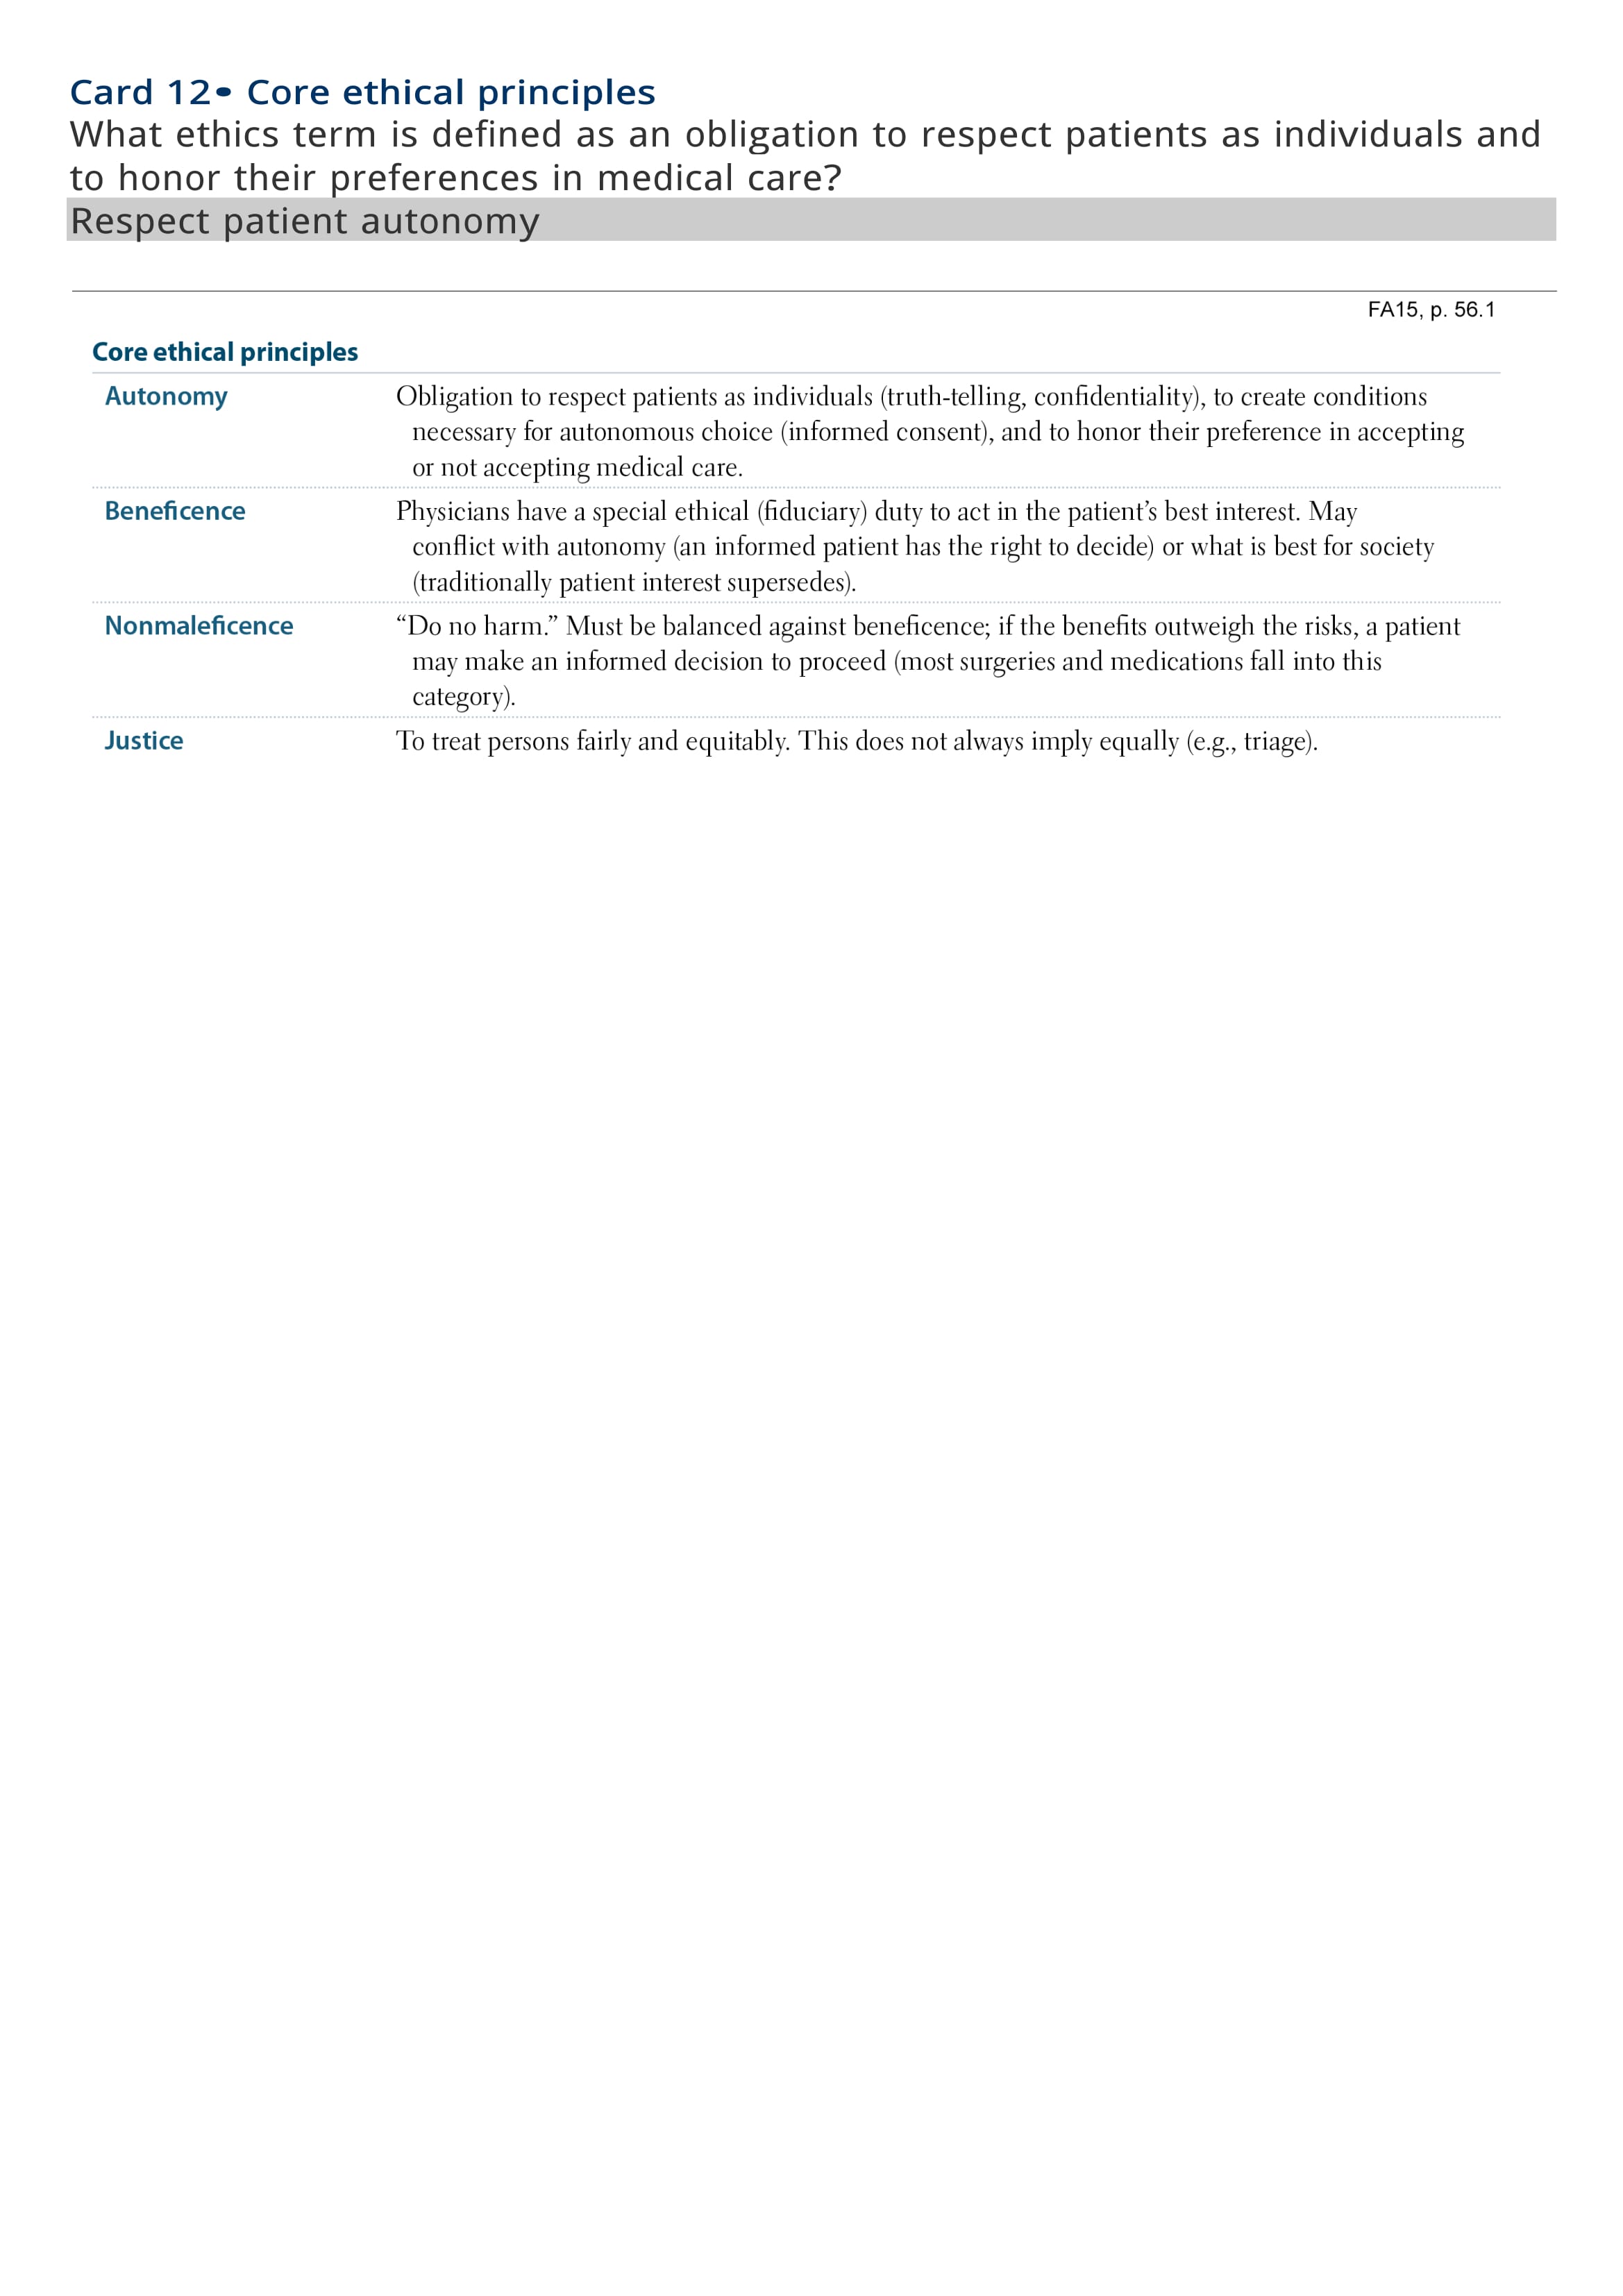 Card 12• Core ethical principles
What ethics term is defined as an obligation to respect patients as individuals and
to honor their preferences in medical care?
Respect patient autonomy
FA15, p. 56.1
Core ethical principles
Autonomy Obligation to respect patients as individuals (truth-telling, confidentiality), to create conditions
necessary for autonomous choice (informed consent), and to honor their preference in accepting
or not accepting medical care.
Beneficence Physicians have a special ethical (fiduciary) duty to act in the patient’s best interest. May
conflict with autonomy (an informed patient has the right to decide) or what is best for society
(traditionally patient interest supersedes).
Nonmaleficence “Do no harm.” Must be balanced against beneficence; if the benefits outweigh the risks, a patient
may make an informed decision to proceed (most surgeries and medications fall into this
category).
Justice To treat persons fairly and equitably. This does not always imply equally (e.g., triage).